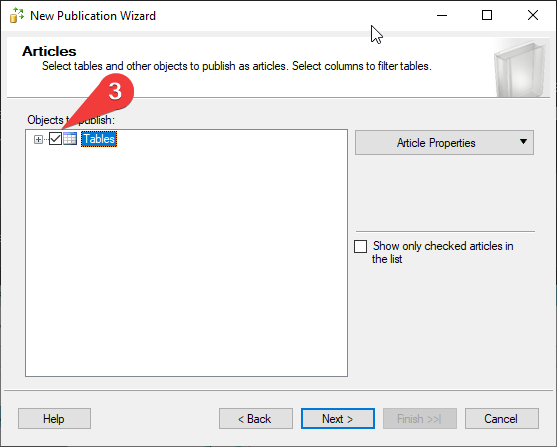 New Publication Wizard
Articles
Select tables and other objects to publish as articles. Select columns to filter tables.
3
Objects to publish:
Tables
Article Properties
Show only checked articles in
the list
Help
< Back
Next >
Finish >>|
Cancel